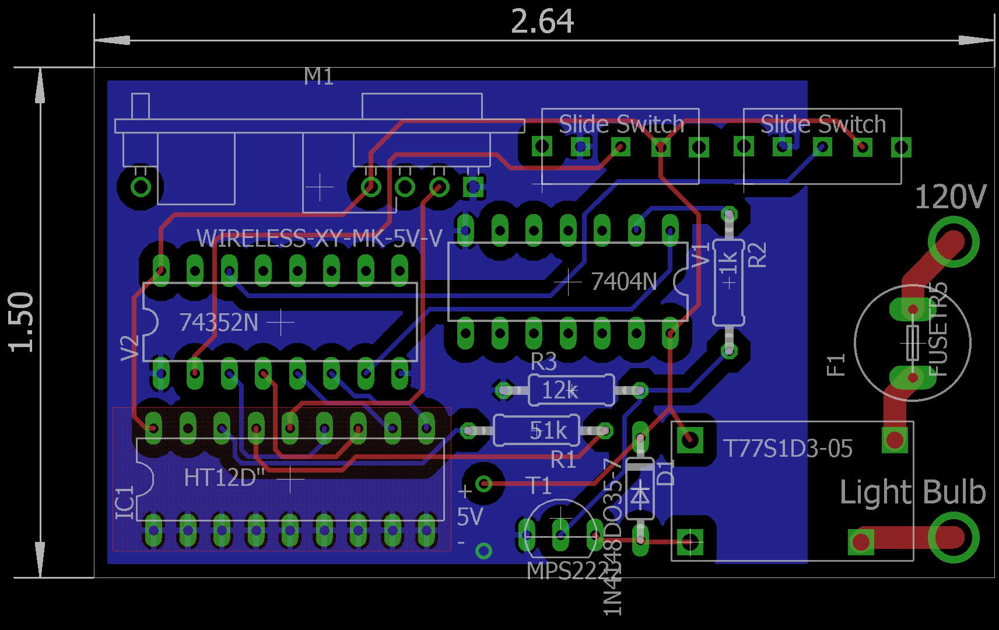 2.64
M1
Slide Switch
Slide Switch
120V
WIRELESS-XY-MK-5V-V
V1
1k
R2
7404N
1.50
74352N
V2
FUSETR5
F1
R3
12k
51k
R1
T77S1D3-05
HT12D"
IC1
T1
D1
+
5V
-
Light Bulb
1N4148DO35-7